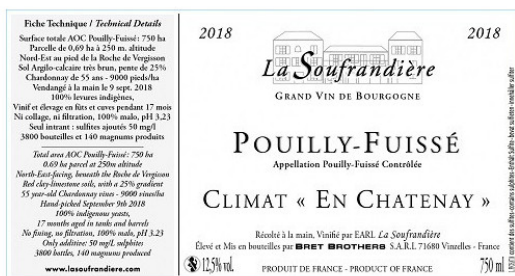 Fiche Technique / Technical Details
Surface totale AOC Pouilly-Fuissé : 750 ha
Parcelle de 0,69 ha à 250 m. altitude
Nord-Est au pied de la Roche de Vergisson
Sol Argilo-calcaire très brun, pente de 25%
Chardonnay de 55 ans - 9000 pieds/ha
Vendangé à la main le 9 sept. 2018
100% levures indigènes,
Vinif et élevage en fûts et cuves pendant 17 mois
Ni collage, ni filtration, 100% malo, pH 3,23
Seul intrant : sulfites ajoutés 50 mg/l
3800 bouteilles et 140 magnums produits
Total area AOC Pouilly-Fuissé : 750 ha
0.69 parcel at 250m altitude
North-East-facing, beneath the Roche de Vergisson
Red clay-limestone soils, with a 25% gradient
55 year-old Chardonnay vines - 9000 vines/ha
Hand-picked September 9th 2018
100% indigenous yeasts,
17 months aged in tanks and barrels
No fining, no filtration, 100% malo, pH 3.23
Only additive: 50 mg/L sulphites
3800 bottles, 140 magnums produced
www.lasoufrandiere.com
2018
2018
La Soufrandière
GRAND VIN DE BOURGOGNE
POUILLY-FUISSÉ
Appellation Pouilly-Fuissé Contrôlée
CLIMAT « EN CHATENAY »
Récolté à la main, Vinifié par EARL La Soufrandière
Élevé et Mis en bouteilles par BRET BROTHERS S.A.R.L 71680 Vinzelles - France
12,5% vol.
PRODUIT DE FRANCE - PRODUCT OF FRANCE
750 ml